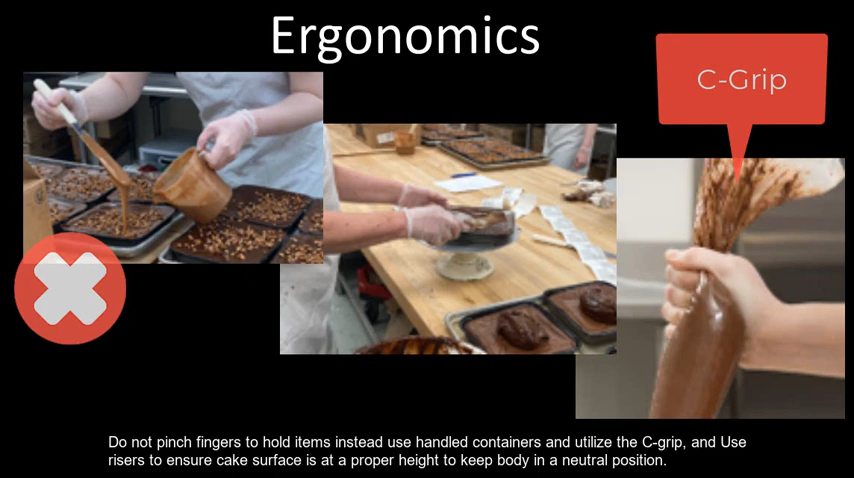 Ergonomics
C-Grip
Do not pinch fingers to hold items instead use handled containers and utilize the C-grip, and Use
risers to ensure cake surface is at a proper height to keep body in a neutral position.